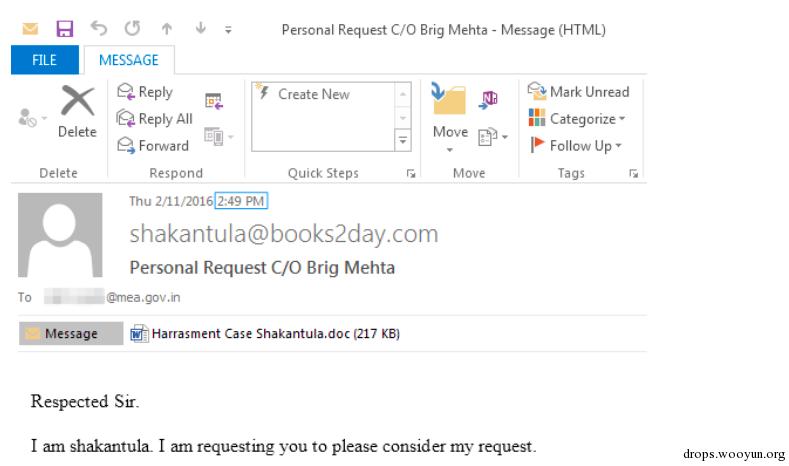 Personal Request C/O Brig Mehta - Message (HTML)
FILE MESSAGE
Delete
Reply
Reply All
Forward
Create New
Move
Mark Unread
Categorize
Follow Up
Delete Respond Quick Steps Move Tags
Thu 2/11/2016 2:49 PM
shakantula@books2day.com
Personal Request C/O Brig Mehta
To @mea.gov.in
Message Harrasment Case Shakantula.doc (217 KB)
Respected Sir.
I am shakantula. I am requesting you to please consider my request.
drops.wooyun.org